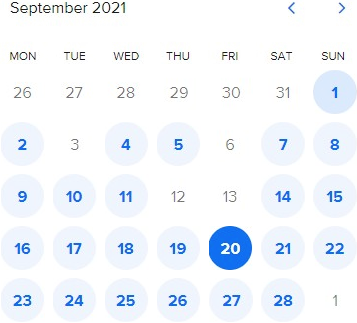 September 2021
MON TUE WED THU FRI SAT SUN
26 27 28 29 30 31 1
2 3 4 5 6 7 8
9 10 11 12 13 14 15
16 17 18 19 20 21 22
23 24 25 26 27 28 1